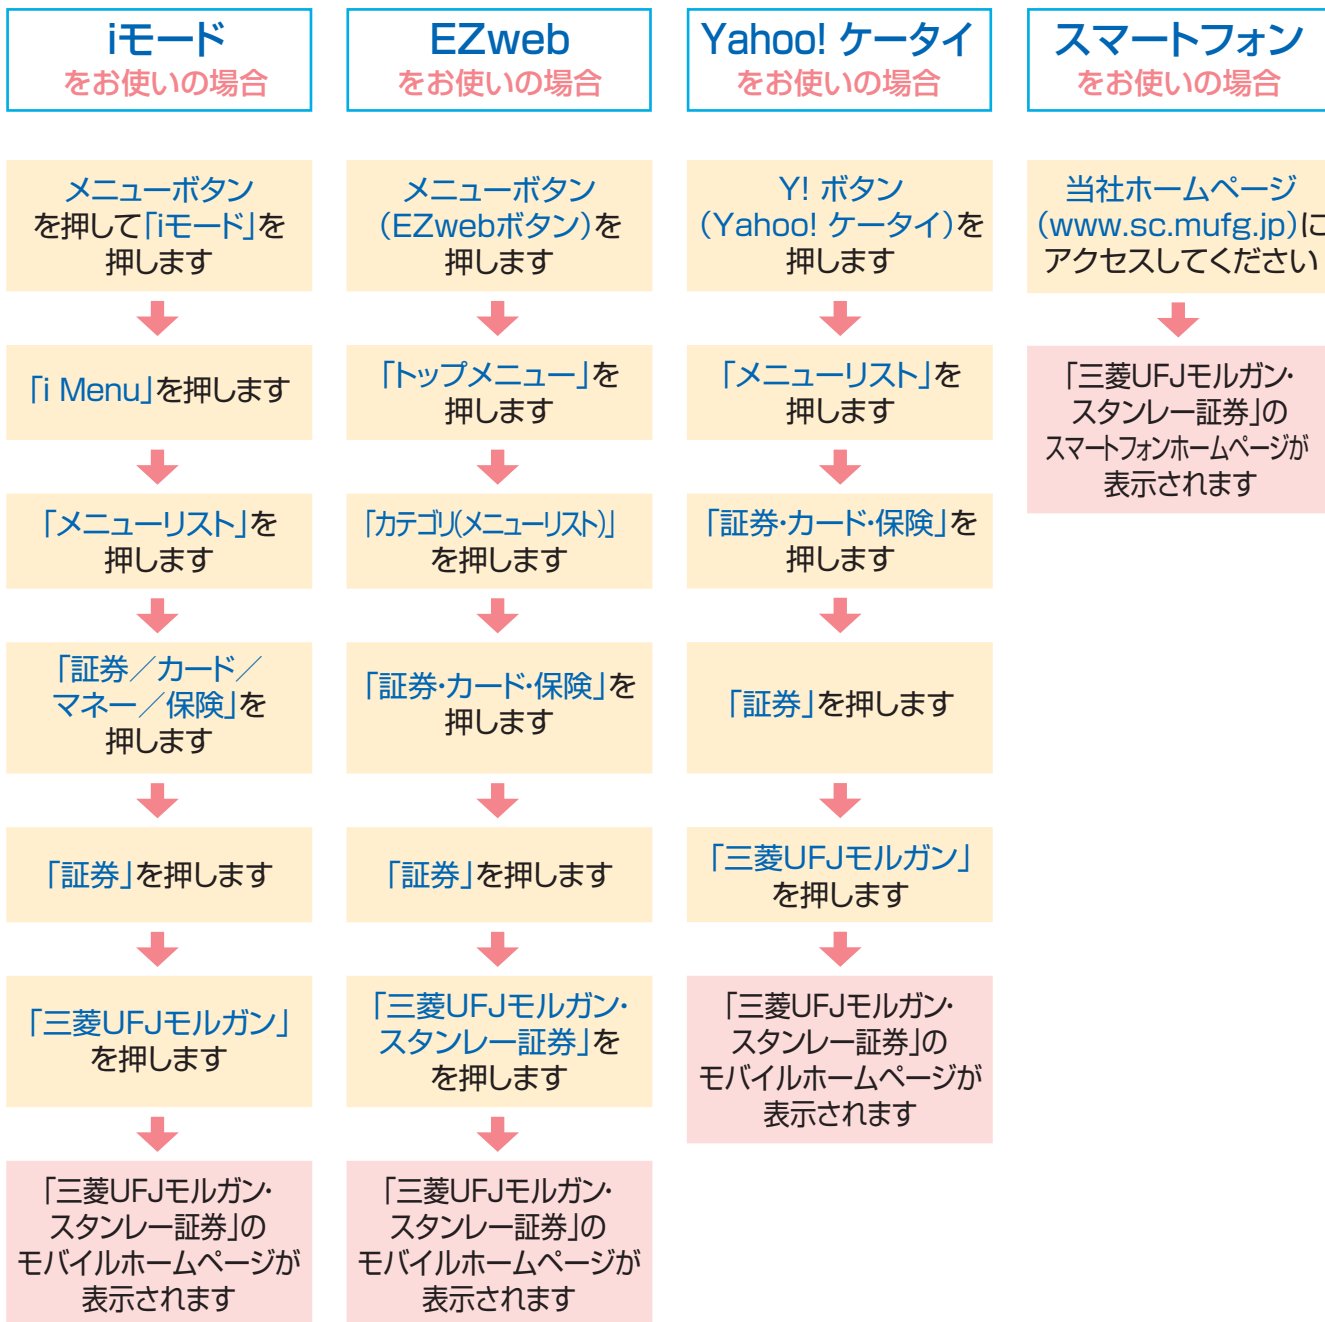 iモード
をお使いの場合
メニューボタン
を押して「iモード」を
押します
「i Menu」を押します
「メニューリスト」を
押します
「証券／カード／
マネー／保険」を
押します
「証券」を押します
「三菱UFJモルガン」
を押します
「三菱UFJモルガン・
スタンレー証券」の
モバイルホームページが
表示されます
EZweb
をお使いの場合
メニューボタン
（EZwebボタン）を
押します
「トップメニュー」を
押します
「カテゴリ(メニューリスト)」
を押します
「証券・カード・保険」を
押します
「証券」を押します
「三菱UFJモルガン・
スタンレー証券」を
を押します
「三菱UFJモルガン・
スタンレー証券」の
モバイルホームページが
表示されます
Yahoo! ケータイ
をお使いの場合
Y! ボタン
（Yahoo! ケータイ）を
押します
「メニューリスト」を
押します
「証券・カード・保険」を
押します
「証券」を押します
「三菱UFJモルガン」
を押します
「三菱UFJモルガン・
スタンレー証券」の
モバイルホームページが
表示されます
スマートフォン
をお使いの場合
当社ホームページ
（www.sc.mufg.jp）に
アクセスしてください
「三菱UFJモルガン・
スタンレー証券」の
スマートフォンホームページが
表示されます